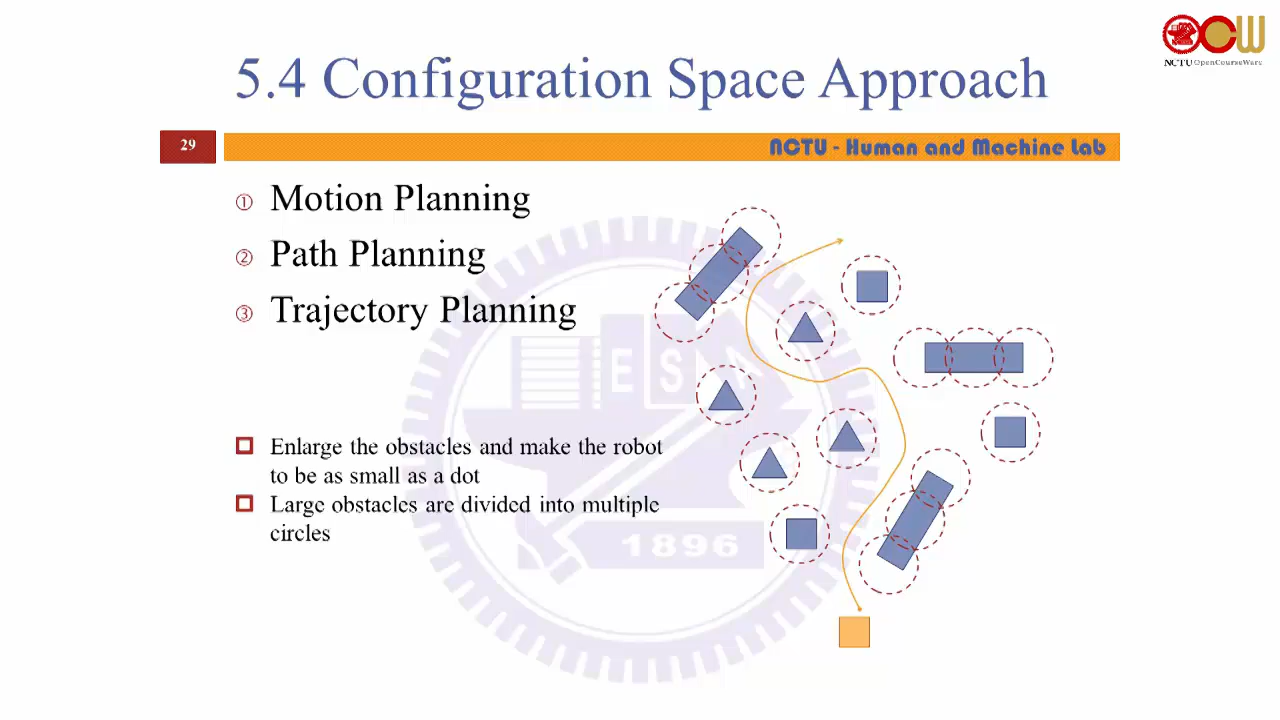 NCTU OpenCourseWare
5.4 Configuration Space Approach
29
NCTU - Human and Machine Lab
① Motion Planning
② Path Planning
③ Trajectory Planning
Enlarge the obstacles and make the robot
to be as small as a dot
Large obstacles are divided into multiple
circles
1896